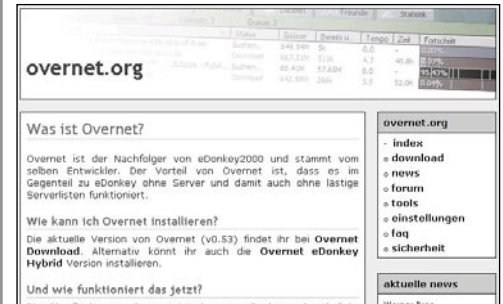 Freunde
Statistik
Status
Grösse
Bereits ü.
Tempo
Zeit
Fortschritt
overnet.org
Was ist Overnet?
Overnet ist der Nachfolger von eDonkey2000 und stammt vom
selben Entwickler. Der Vorteil von Overnet ist, dass es im
Gegenteil zu eDonkey ohne Server und damit auch ohne lästige
Serverlisten funktioniert.
Wie kann ich Overnet installieren?
Die aktuelle Version von Overnet (v0.53) findet ihr bei Overnet
Download. Alternativ könnt ihr auch die Overnet eDonkey
Hybrid Version installieren.
Und wie funktioniert das jetzt?
overnet.org
- index
o download
o news
o forum
o tools
o einstellungen
o faq
o sicherheit
aktuelle news